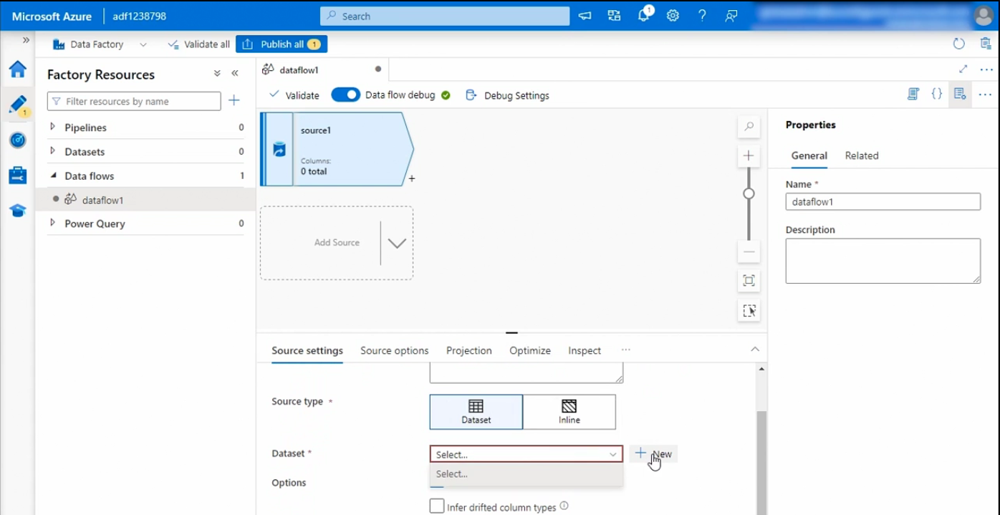 Microsoft Azure adf1238798 Search 1
Data Factory Validate all Publish all 1
Factory Resources
Filter resources by name
1
Pipelines 0
Datasets 0
Data flows 1
dataflow1
Power Query 0
dataflow1
Validate Data flow debug Debug Settings
source1
Columns:
0 total
+
Add Source
Source settings Source options Projection Optimize Inspect ...
Source type *
Dataset Inline
Dataset * Select... + New
Select...
Options
Infer drifted column types
Properties
General Related
Name *
dataflow1
Description